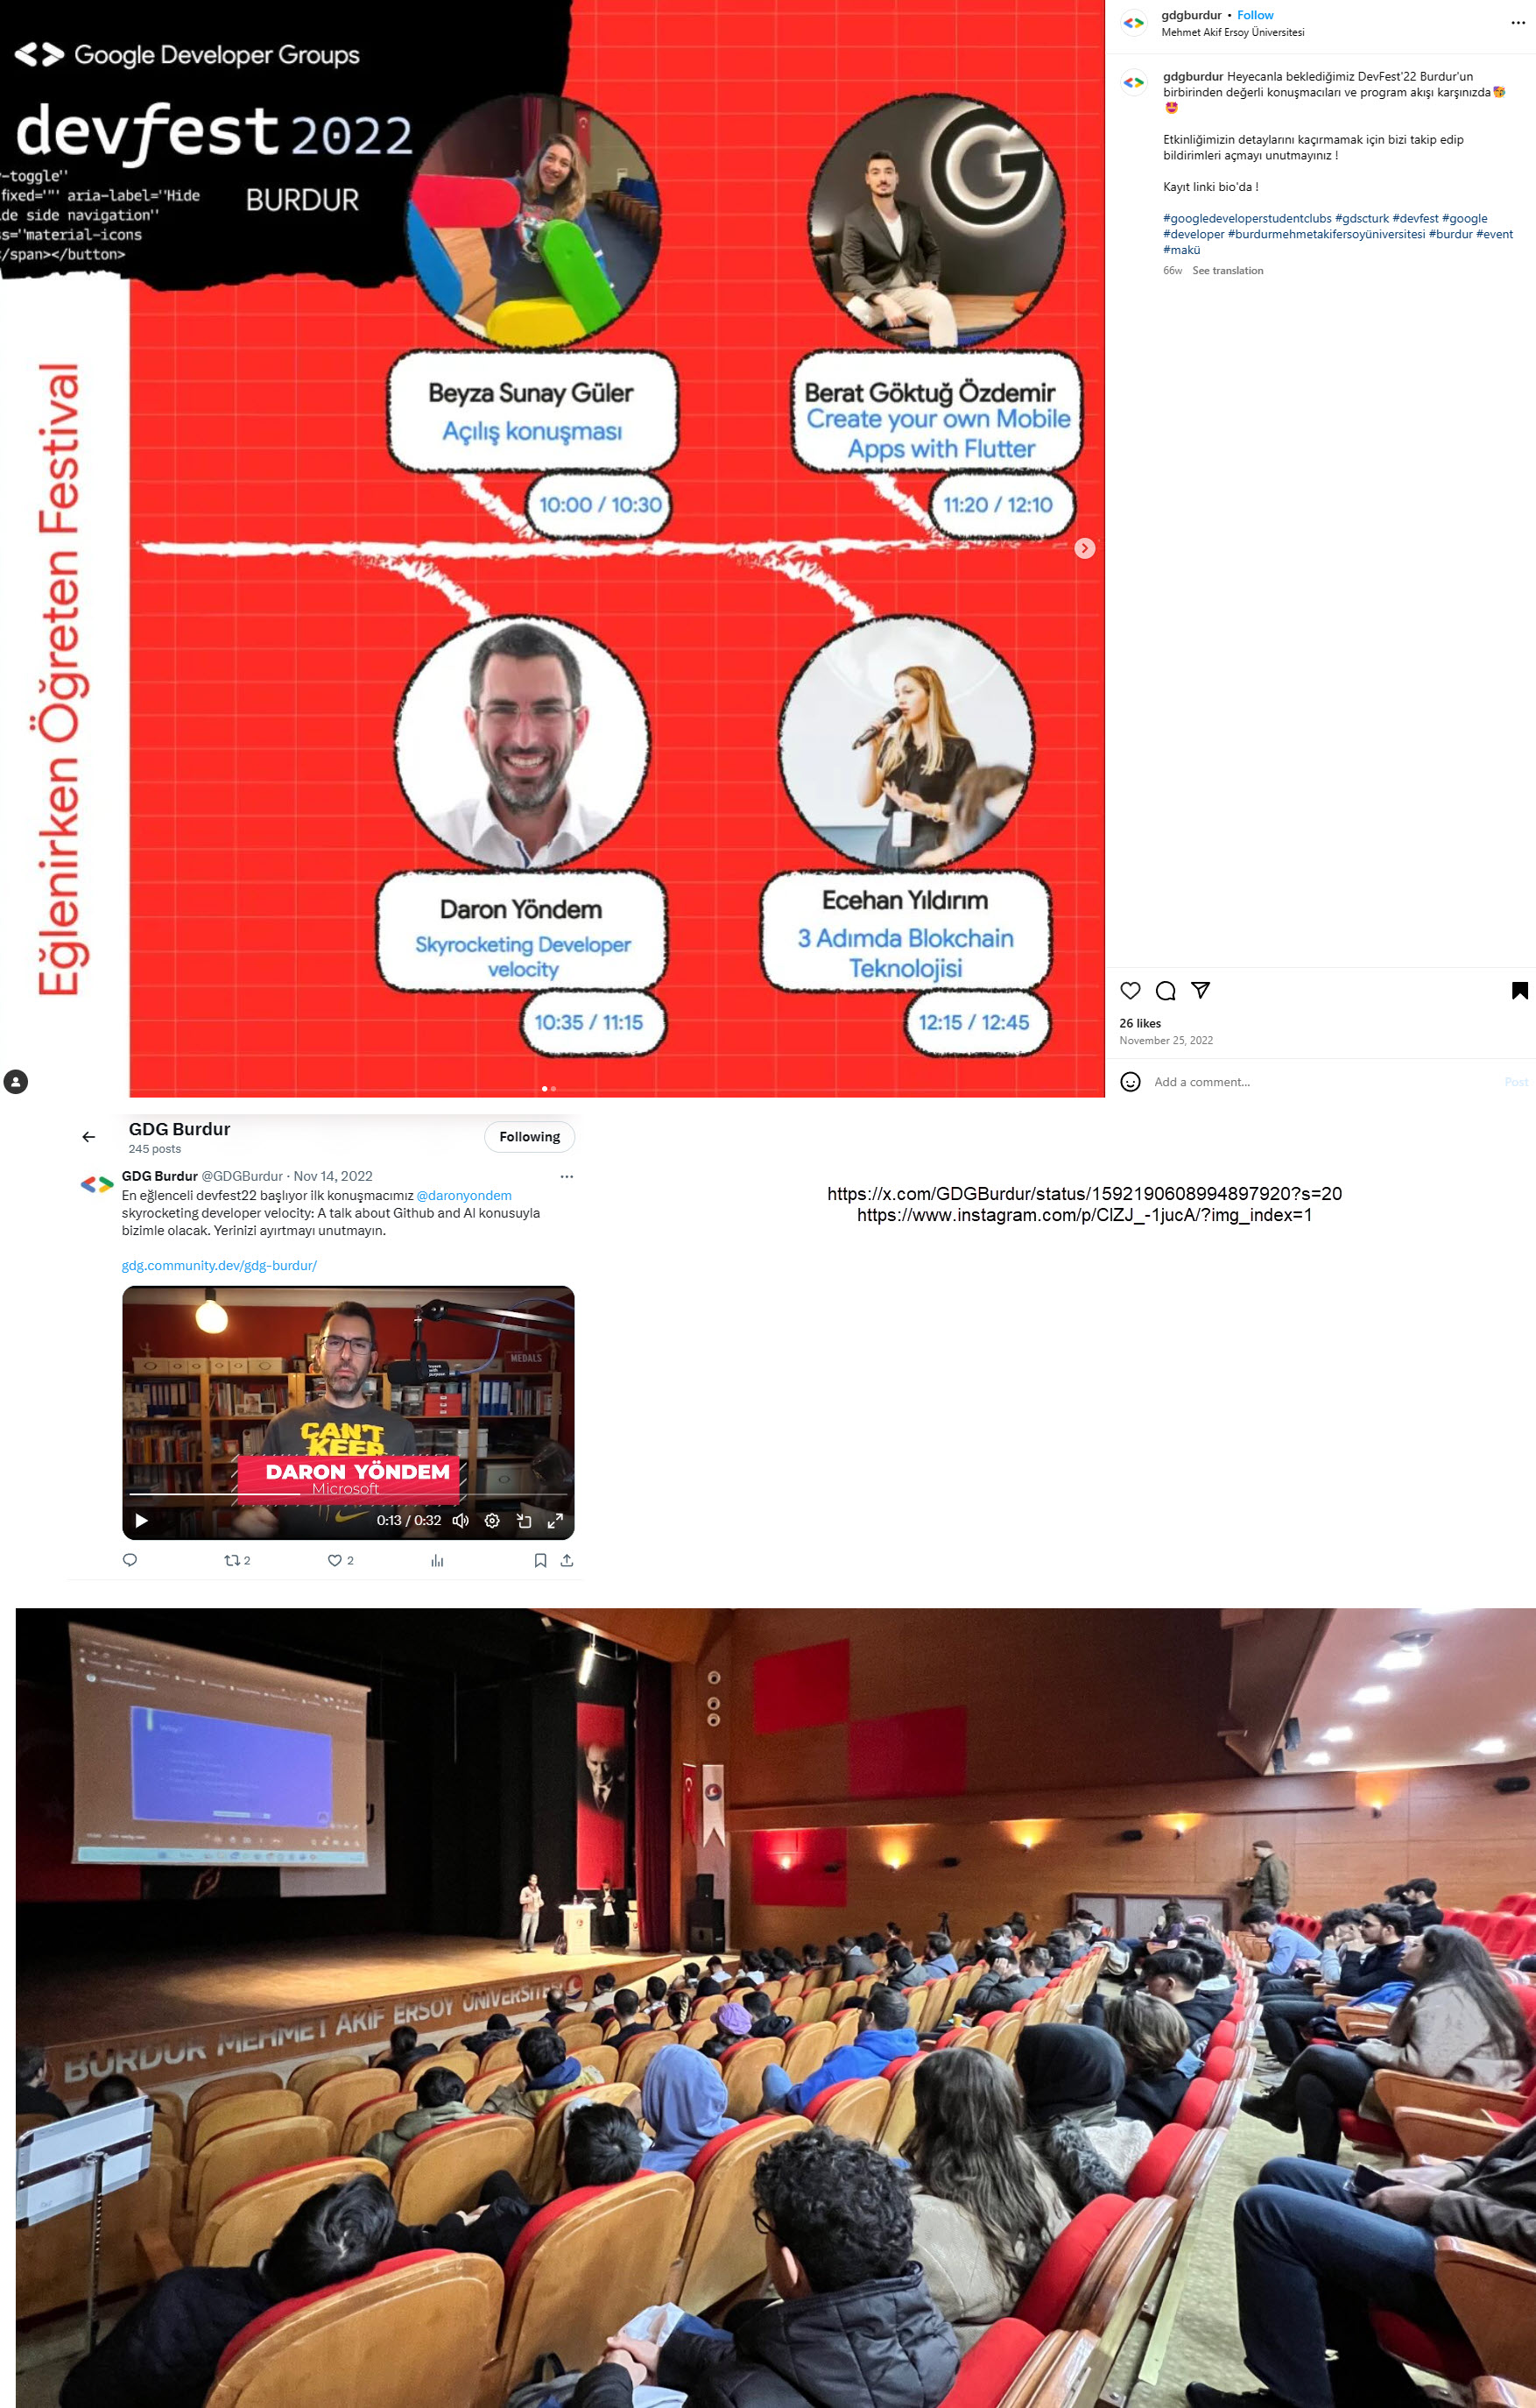 Google Developer Groups
devfest 2022
BURDUR
-toggle"
fixed='"' aria-label="Hide
de side navigation"
s="material-icons
</span></button>
Eğlenirken Öğreten Festival
Beyza Sunay Güler
Açılış konuşması
10:00 / 10:30
Berat Göktuğ Özdemir
Create your own Mobile
Apps with Flutter
11:20 / 12:10
Daron Yöndem
Skyrocketing Developer
velocity
10:35 / 11:15
Ecehan Yıldırım
3 Adımda Blokchain
Teknolojisi
12:15 / 12:45
gdgburdur • Follow
Mehmet Akif Ersoy Üniversitesi
gdgburdur Heyecanla beklediğimiz DevFest'22 Burdur'un
birbirinden değerli konuşmacıları ve program akışı karşınızda🥳
🤩
Etkinliğimizin detaylarını kaçırmamak için bizi takip edip
bildirimleri açmayı unutmayınız !
Kayıt linki bio'da !
#googledeveloperstudentclubs #gdscturk #devfest #google
#developer #burdurmehmetakifersoyüniversitesi #burdur #event
#makü
66w See translation
26 likes
November 25, 2022
Add a comment...
Post
GDG Burdur
245 posts
Following
GDG Burdur @GDGBurdur · Nov 14, 2022
En eğlenceli devfest22 başlıyor ilk konuşmacımız @daronyondem
skyrocketing developer velocity: A talk about Github and AI konusuyla
bizimle olacak. Yerinizi ayırtmayı unutmayın.
gdg.community.dev/gdg-burdur/
MEDALS
CAN'T
KEEP
DARON YÖNDEM
Microsoft
0:13 / 0:32
2
2
https://x.com/GDGBurdur/status/1592190608994897920?s=20
https://www.instagram.com/p/ClZJ_-1jucA/?img_index=1
Why?
BURDUR MEHMET AKİF ERSOY ÜNİVERSİTESİ